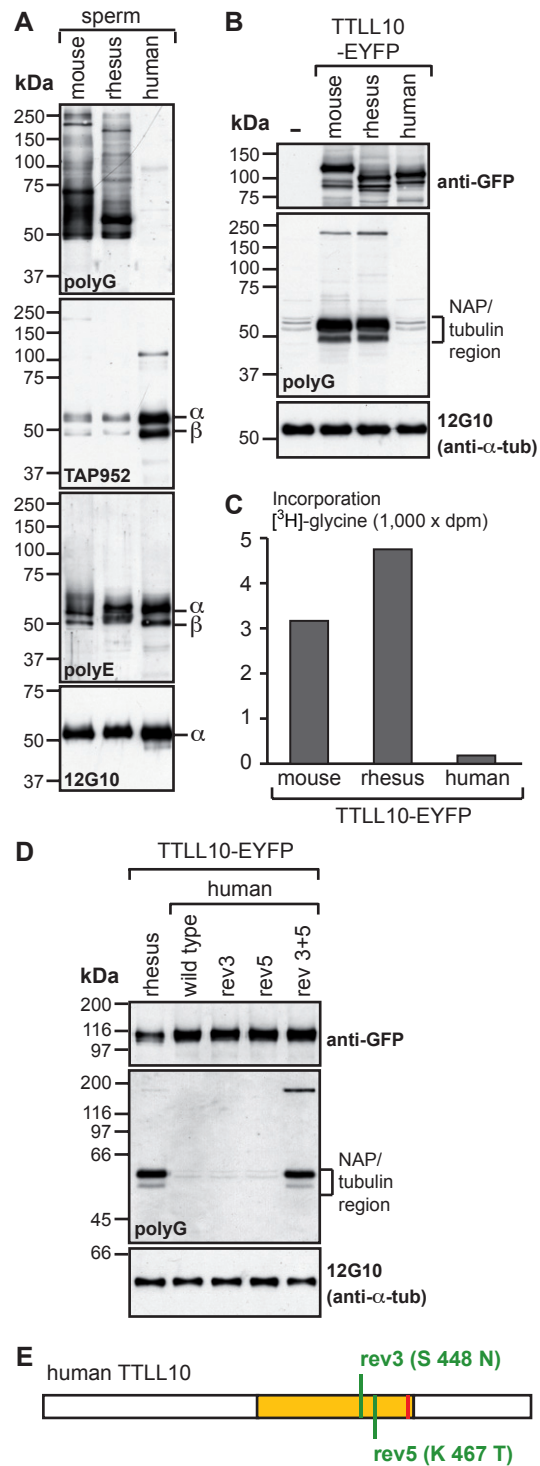 A
sperm
kDa
mouse
rhesus
human
250
150
100
75
50
37
polyG
250
150
100
75
50
37
α
β
TAP952
250
150
100
75
50
37
α
β
polyE
75
50
37
α
12G10
B
TTLL10
-EYFP
kDa
–
mouse
rhesus
human
150
100
75
anti-GFP
250
150
100
75
50
37
NAP/
tubulin
region
polyG
50
12G10
(anti-α-tub)
C
Incorporation
[³H]-glycine (1,000 x dpm)
5
4
3
2
1
0
mouse rhesus human
TTLL10-EYFP
D
TTLL10-EYFP
human
kDa
rhesus
wild type
rev3
rev5
rev 3+5
200
116
97
anti-GFP
200
116
97
66
45
NAP/
tubulin
region
polyG
66
12G10
(anti-α-tub)
E
human TTLL10
rev3 (S 448 N)
rev5 (K 467 T)